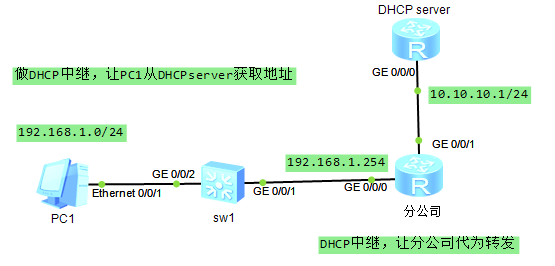 DHCP server
R
GE 0/0/0
做DHCP中继，让PC1从DHCPserver获取地址
10.10.10.1/24
192.168.1.0/24
GE 0/0/1
GE 0/0/2
192.168.1.254
Ethernet 0/0/1
GE 0/0/1
GE 0/0/0
R
PC1
sw1
分公司
DHCP中继，让分公司代为转发